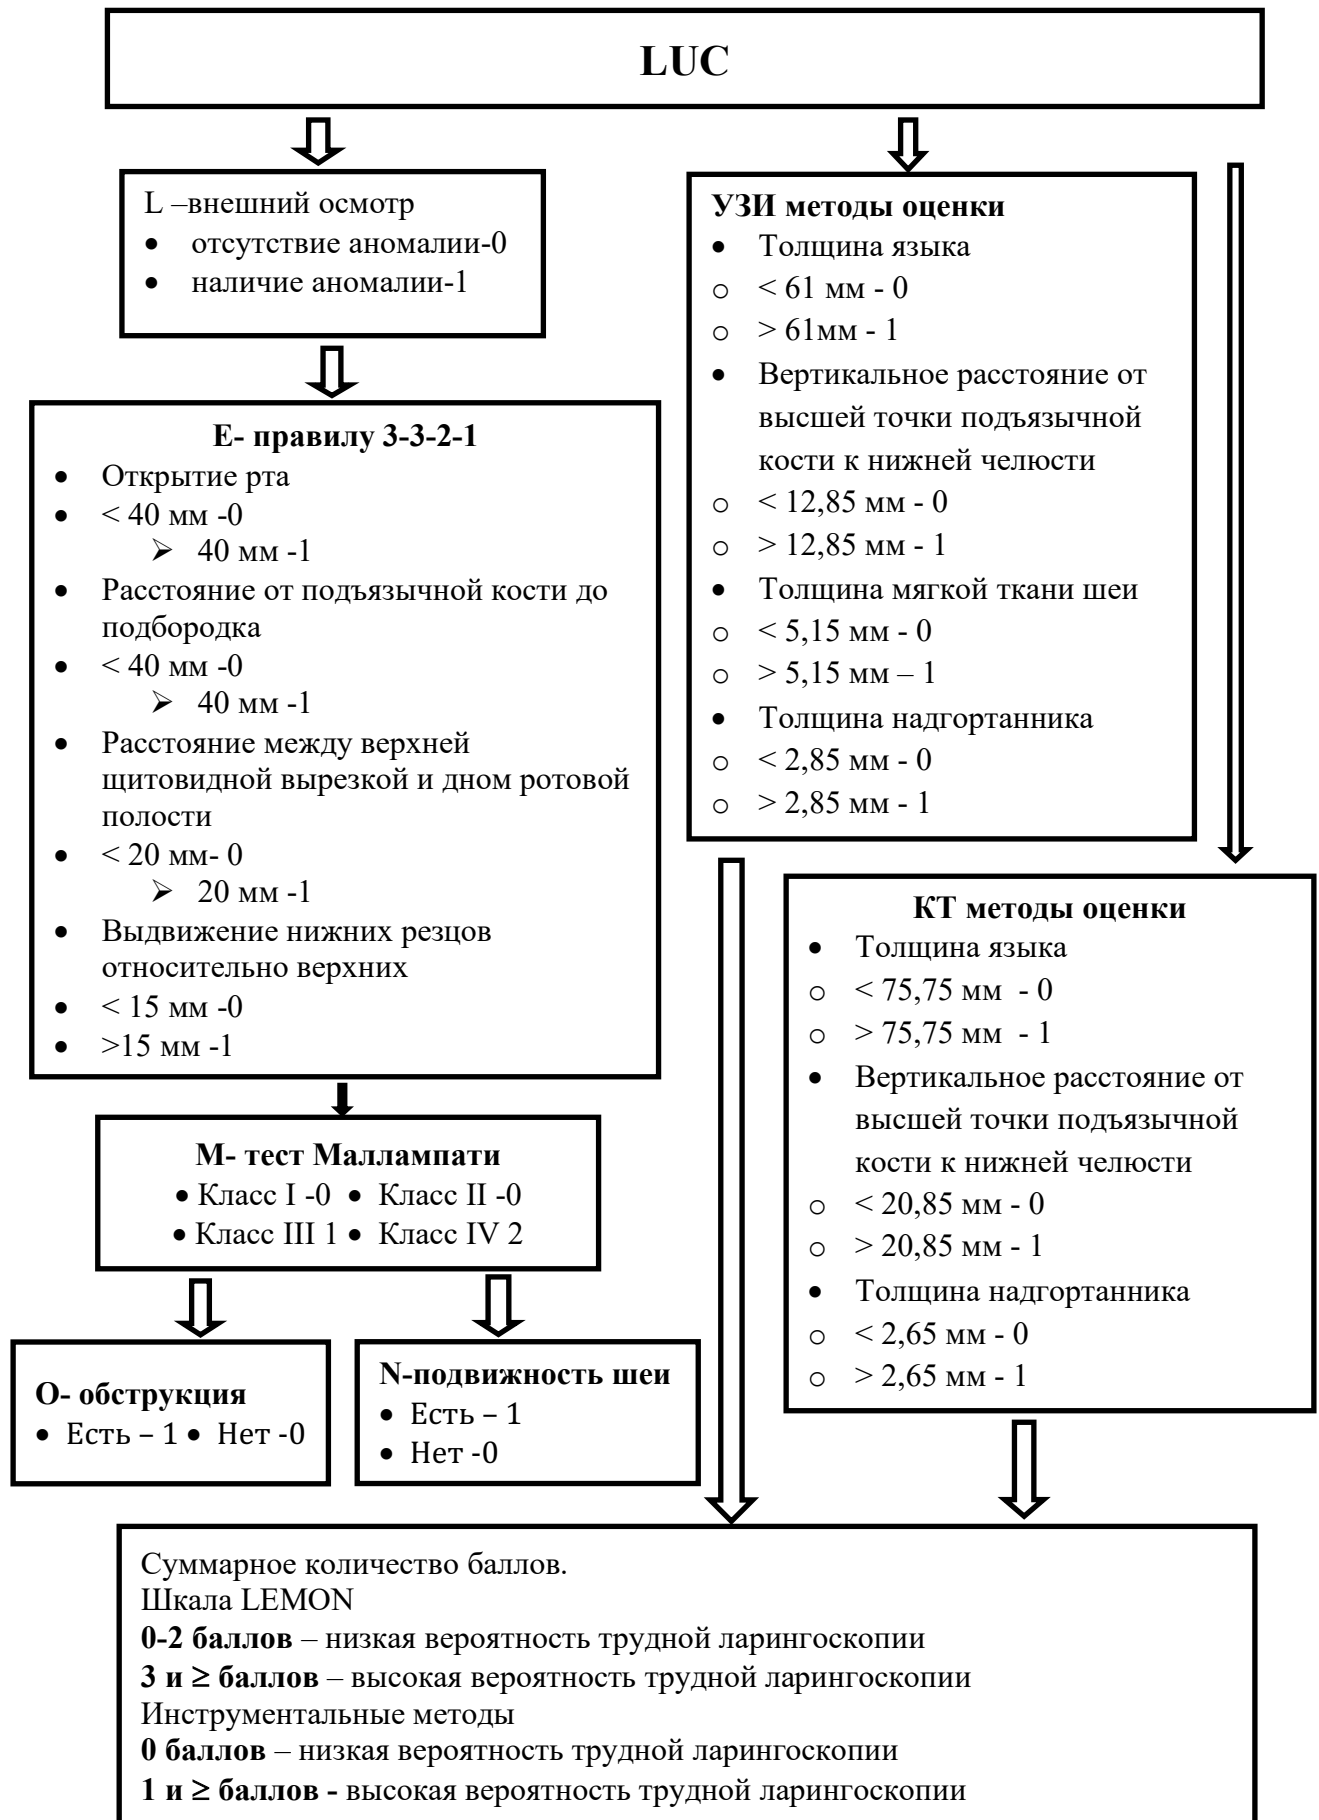 LUC
L –внешний осмотр
• отсутствие аномалии-0
• наличие аномалии-1
E- правилу 3-3-2-1
• Открытие рта
• < 40 мм -0
➢ 40 мм -1
• Расстояние от подъязычной кости до
подбородка
• < 40 мм -0
➢ 40 мм -1
• Расстояние между верхней
щитовидной вырезкой и дном ротовой
полости
• < 20 мм- 0
➢ 20 мм -1
• Выдвижение нижних резцов
относительно верхних
• < 15 мм -0
• >15 мм -1
М- тест Маллампати
• Класс I -0 • Класс II -0
• Класс III 1 • Класс IV 2
О- обструкция
• Есть – 1 • Нет -0
N-подвижность шеи
• Есть – 1
• Нет -0
УЗИ методы оценки
• Толщина языка
o < 61 мм - 0
o > 61мм - 1
• Вертикальное расстояние от
высшей точки подъязычной
кости к нижней челюсти
o < 12,85 мм - 0
o > 12,85 мм - 1
• Толщина мягкой ткани шеи
o < 5,15 мм - 0
o > 5,15 мм – 1
• Толщина надгортанника
o < 2,85 мм - 0
o > 2,85 мм - 1
КТ методы оценки
• Толщина языка
o < 75,75 мм - 0
o > 75,75 мм - 1
• Вертикальное расстояние от
высшей точки подъязычной
кости к нижней челюсти
o < 20,85 мм - 0
o > 20,85 мм - 1
• Толщина надгортанника
o < 2,65 мм - 0
o > 2,65 мм - 1
Суммарное количество баллов.
Шкала LEMON
0-2 баллов – низкая вероятность трудной ларингоскопии
3 и ≥ баллов – высокая вероятность трудной ларингоскопии
Инструментальные методы
0 баллов – низкая вероятность трудной ларингоскопии
1 и ≥ баллов - высокая вероятность трудной ларингоскопии